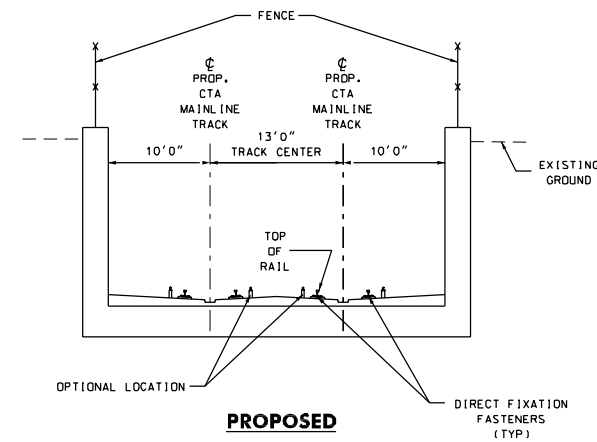 FENCE
℄
PROP.
CTA
MAINLINE
TRACK
℄
PROP.
CTA
MAINLINE
TRACK
10'0"
13'0"
TRACK CENTER
10'0"
EXISTING
GROUND
TOP
OF
RAIL
OPTIONAL LOCATION
DIRECT FIXATION
FASTENERS
(TYP)
PROPOSED